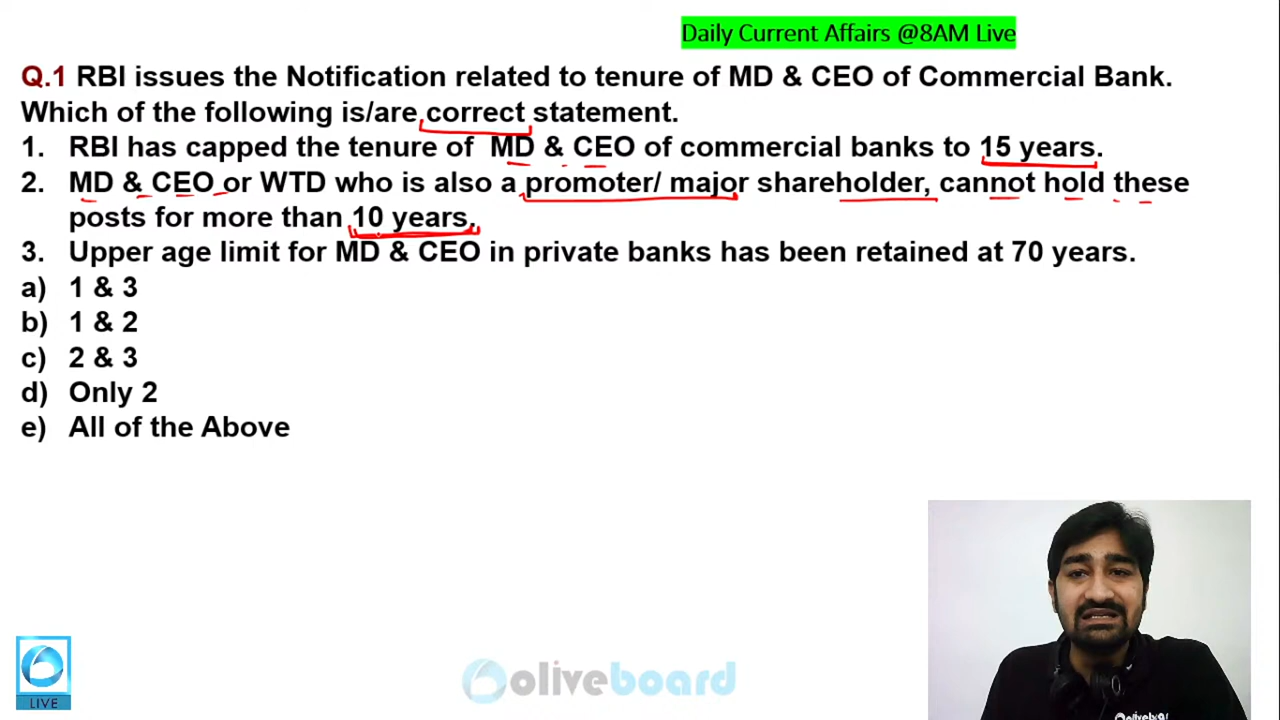 Daily Current Affairs @8AM Live
Q.1 RBI issues the Notification related to tenure of MD & CEO of Commercial Bank.
Which of the following is/are correct statement.
1. RBI has capped the tenure of MD & CEO of commercial banks to 15 years.
2. MD & CEO or WTD who is also a promoter/ major shareholder, cannot hold these
posts for more than 10 years.
3. Upper age limit for MD & CEO in private banks has been retained at 70 years.
a) 1 & 3
b) 1 & 2
c) 2 & 3
d) Only 2
e) All of the Above
LIVE
oliveboard
oliveboar